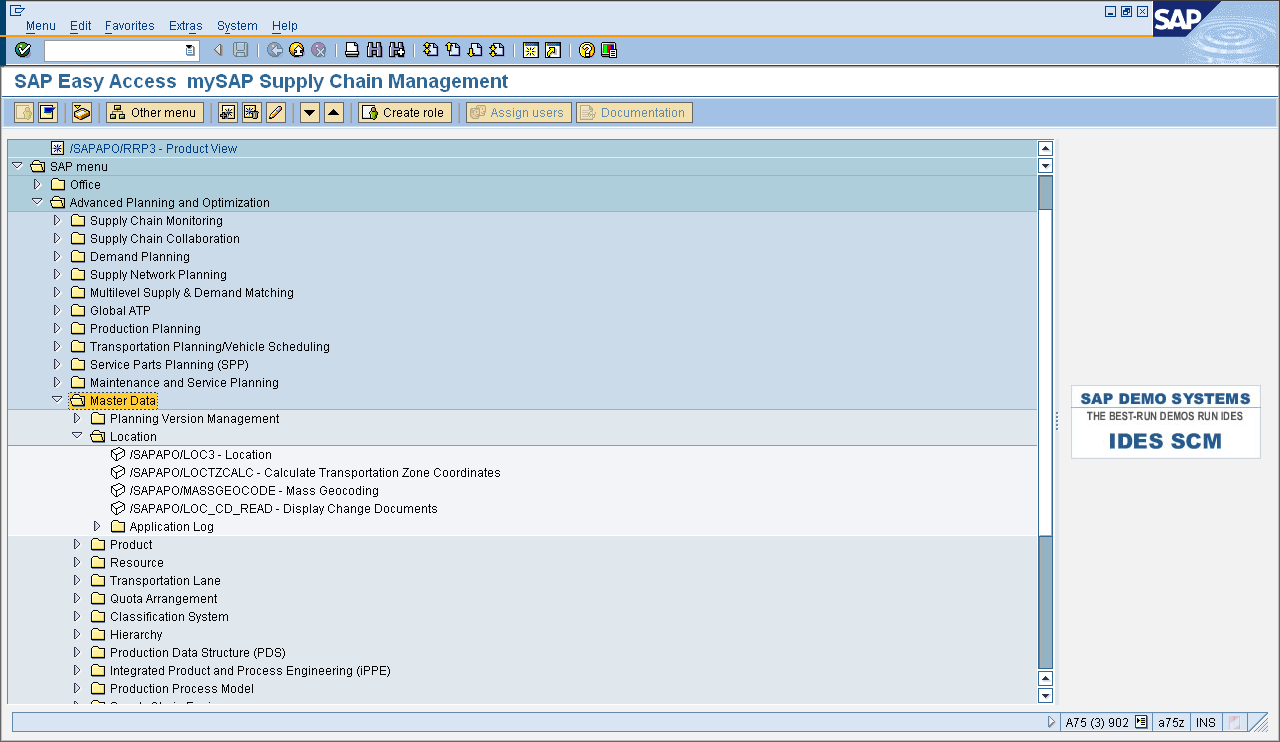 Menu Edit Favorites Extras System Help
SAP
SAP Easy Access mySAP Supply Chain Management
Other menu Create role Assign users Documentation
/SAPAPO/RRP3 - Product View
SAP menu
Office
Advanced Planning and Optimization
Supply Chain Monitoring
Supply Chain Collaboration
Demand Planning
Supply Network Planning
Multilevel Supply & Demand Matching
Global ATP
Production Planning
Transportation Planning/Vehicle Scheduling
Service Parts Planning (SPP)
Maintenance and Service Planning
Master Data
Planning Version Management
Location
/SAPAPO/LOC3 - Location
/SAPAPO/LOCTZCALC - Calculate Transportation Zone Coordinates
/SAPAPO/MASSGEOCODE - Mass Geocoding
/SAPAPO/LOC_CD_READ - Display Change Documents
Application Log
Product
Resource
Transportation Lane
Quota Arrangement
Classification System
Hierarchy
Production Data Structure (PDS)
Integrated Product and Process Engineering (iPPE)
Production Process Model
SAP DEMO SYSTEMS
THE BEST-RUN DEMOS RUN IDES
IDES SCM
A75 (3) 902 a75z INS